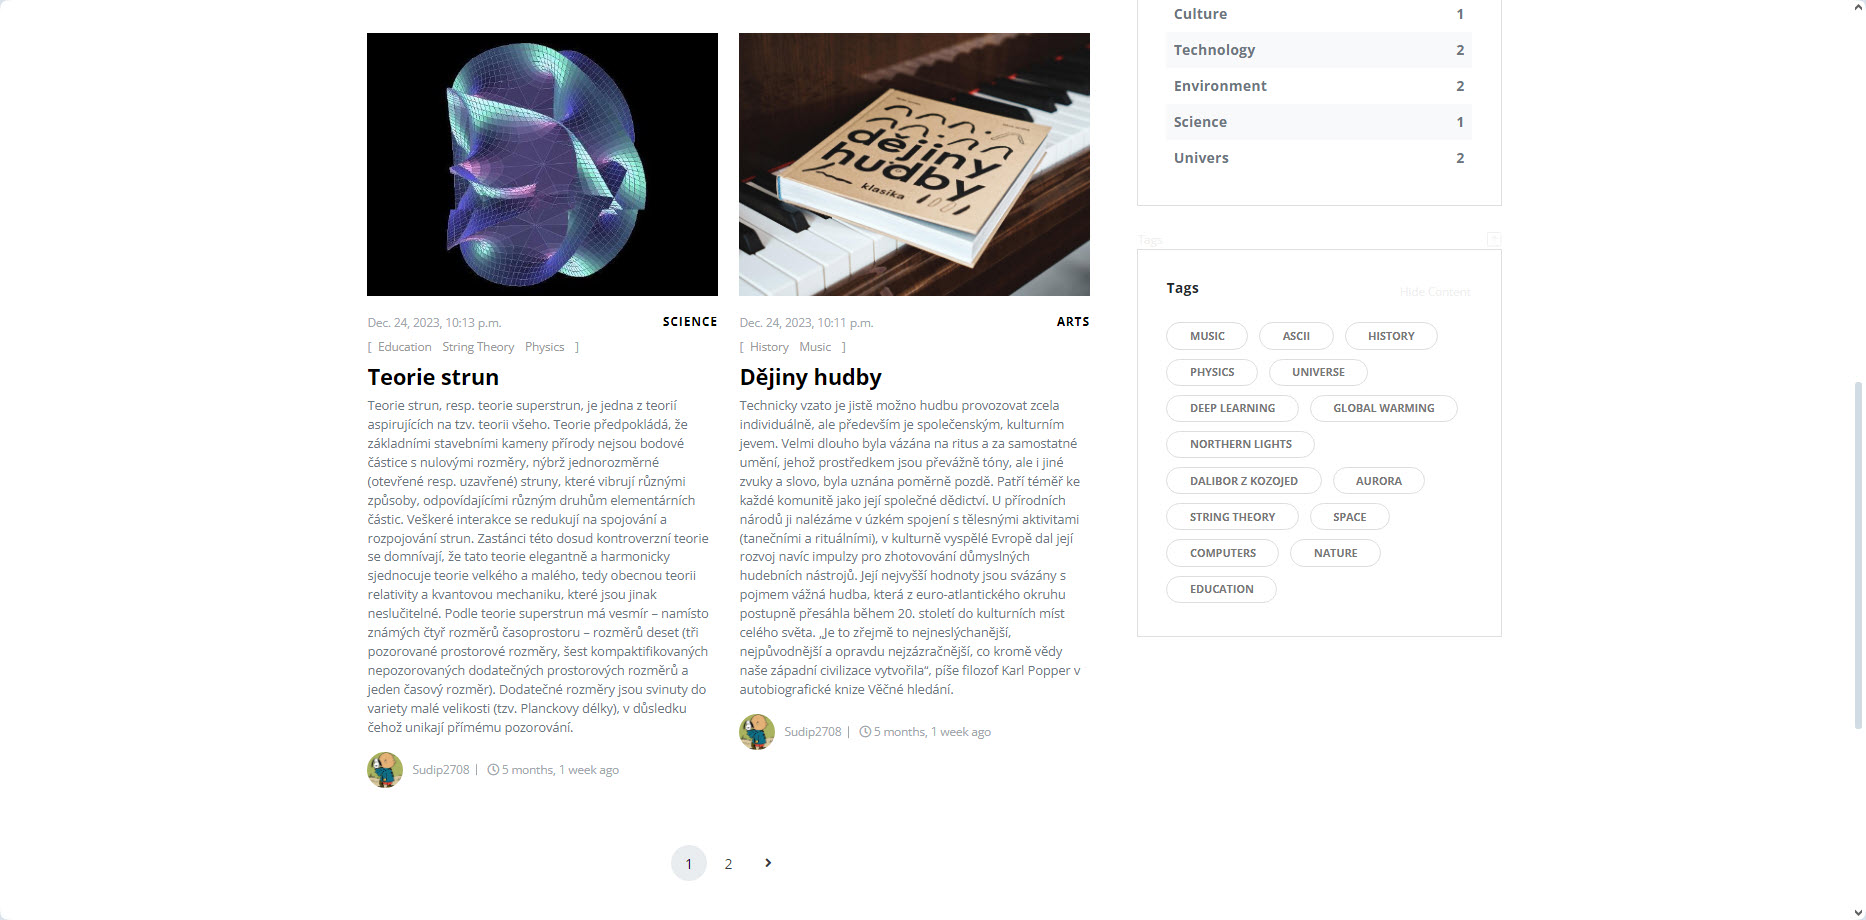 dějiny
hudby
klasika
Dec. 24, 2023, 10:13 p.m. SCIENCE
[ Education String Theory Physics ]
Teorie strun
Teorie strun, resp. teorie superstrun, je jedna z teorií
aspirujících na tzv. teorii všeho. Teorie předpokládá, že
základními stavebními kameny přírody nejsou bodové
částice s nulovými rozměry, nýbrž jednorozměrné
(otevřené resp. uzavřené) struny, které vibrují různými
způsoby, odpovídajícími různým druhům elementárních
částic. Veškeré interakce se redukují na spojování a
rozpojování strun. Zastánci této dosud kontroverzní teorie
se domnívají, že tato teorie elegantně a harmonicky
sjednocuje teorie velkého a malého, tedy obecnou teorii
relativity a kvantovou mechaniku, které jsou jinak
neslučitelné. Podle teorie superstrun má vesmír – namísto
známých čtyř rozměrů časoprostoru – rozměrů deset (tři
pozorované prostorové rozměry, šest kompaktifikovaných
nepozorovaných dodatečných prostorových rozměrů a
jeden časový rozměr). Dodatečné rozměry jsou svinuty do
variety malé velikosti (tzv. Planckovy délky), v důsledku
čehož unikají přímému pozorování.
Sudip2708 | 5 months, 1 week ago
Dec. 24, 2023, 10:11 p.m. ARTS
[ History Music ]
Dějiny hudby
Technicky vzato je jistě možno hudbu provozovat zcela
individuálně, ale především je společenským, kulturním
jevem. Velmi dlouho byla vázána na ritus a za samostatné
umění, jehož prostředkem jsou převážně tóny, ale i jiné
zvuky a slovo, byla uznána poměrně pozdě. Patří téměř ke
každé komunitě jako její společné dědictví. U přírodních
národů ji nalézáme v úzkém spojení s tělesnými aktivitami
(tanečními a rituálními), v kulturně vyspělé Evropě dal její
rozvoj navíc impulzy pro zhotovování důmyslných
hudebních nástrojů. Její nejvyšší hodnoty jsou svázány s
pojmem vážná hudba, která z euro-atlantického okruhu
postupně přesáhla během 20. století do kulturních míst
celého světa. „Je to zřejmě to nejneslýchanější,
nejpůvodnější a opravdu nejzázračnější, co kromě vědy
naše západní civilizace vytvořila“, píše filozof Karl Popper v
autobiografické knize Věčné hledání.
Sudip2708 | 5 months, 1 week ago
1 2
Culture 1
Technology 2
Environment 2
Science 1
Univers 2
Tags
Tags
Hide Content
MUSIC ASCII HISTORY
PHYSICS UNIVERSE
DEEP LEARNING GLOBAL WARMING
NORTHERN LIGHTS
DALIBOR Z KOZOJED AURORA
STRING THEORY SPACE
COMPUTERS NATURE
EDUCATION